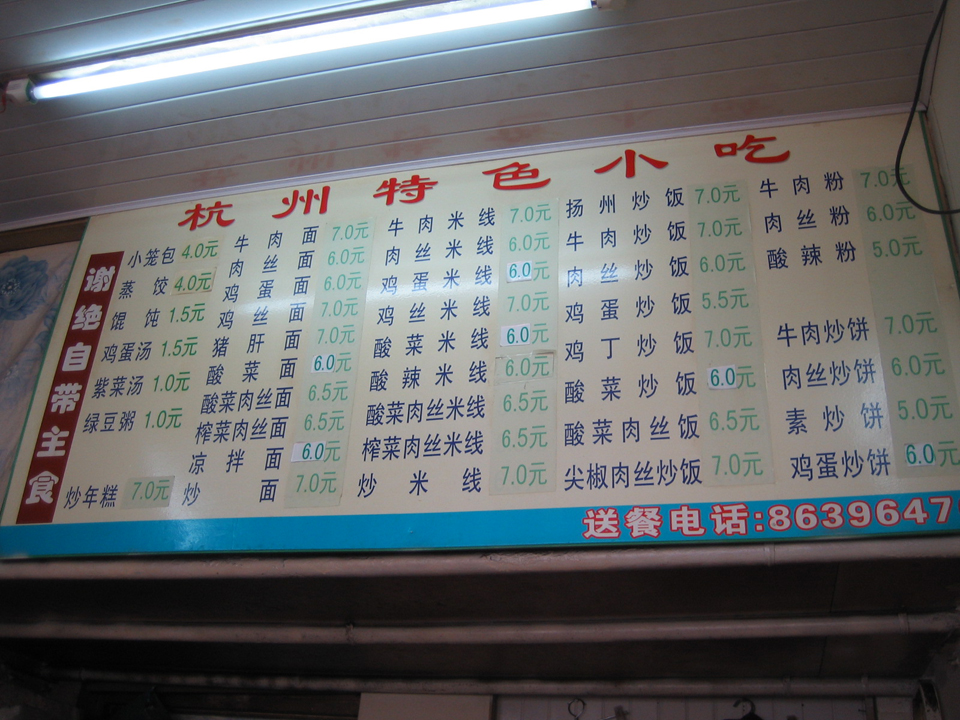 杭州特色小吃
谢绝自带主食
小笼包 4.0元
蒸饺 4.0元
馄饨 1.5元
鸡蛋汤 1.5元
紫菜汤 1.0元
绿豆粥 1.0元
炒年糕 7.0元
牛肉面 7.0元
肉丝面 6.0元
鸡蛋面 6.0元
鸡丝面 7.0元
猪肝面 7.0元
酸菜面 6.0元
酸菜肉丝面 6.5元
榨菜肉丝面 6.5元
凉拌面 6.0元
炒面 7.0元
牛肉米线 7.0元
肉丝米线 6.0元
鸡蛋米线 6.0元
鸡丝米线 7.0元
酸菜米线 6.0元
酸辣米线 6.0元
酸菜肉丝米线 6.5元
榨菜肉丝米线 6.5元
炒米线 7.0元
扬州炒饭 7.0元
牛肉炒饭 7.0元
肉丝炒饭 6.0元
鸡蛋炒饭 5.5元
鸡丁炒饭 7.0元
酸菜炒饭 6.0元
酸菜肉丝饭 6.5元
尖椒肉丝炒饭 7.0元
牛肉粉 7.0元
肉丝粉 6.0元
酸辣粉 5.0元
牛肉炒饼 7.0元
肉丝炒饼 6.0元
素炒饼 5.0元
鸡蛋炒饼 6.0元
送餐电话:8639647